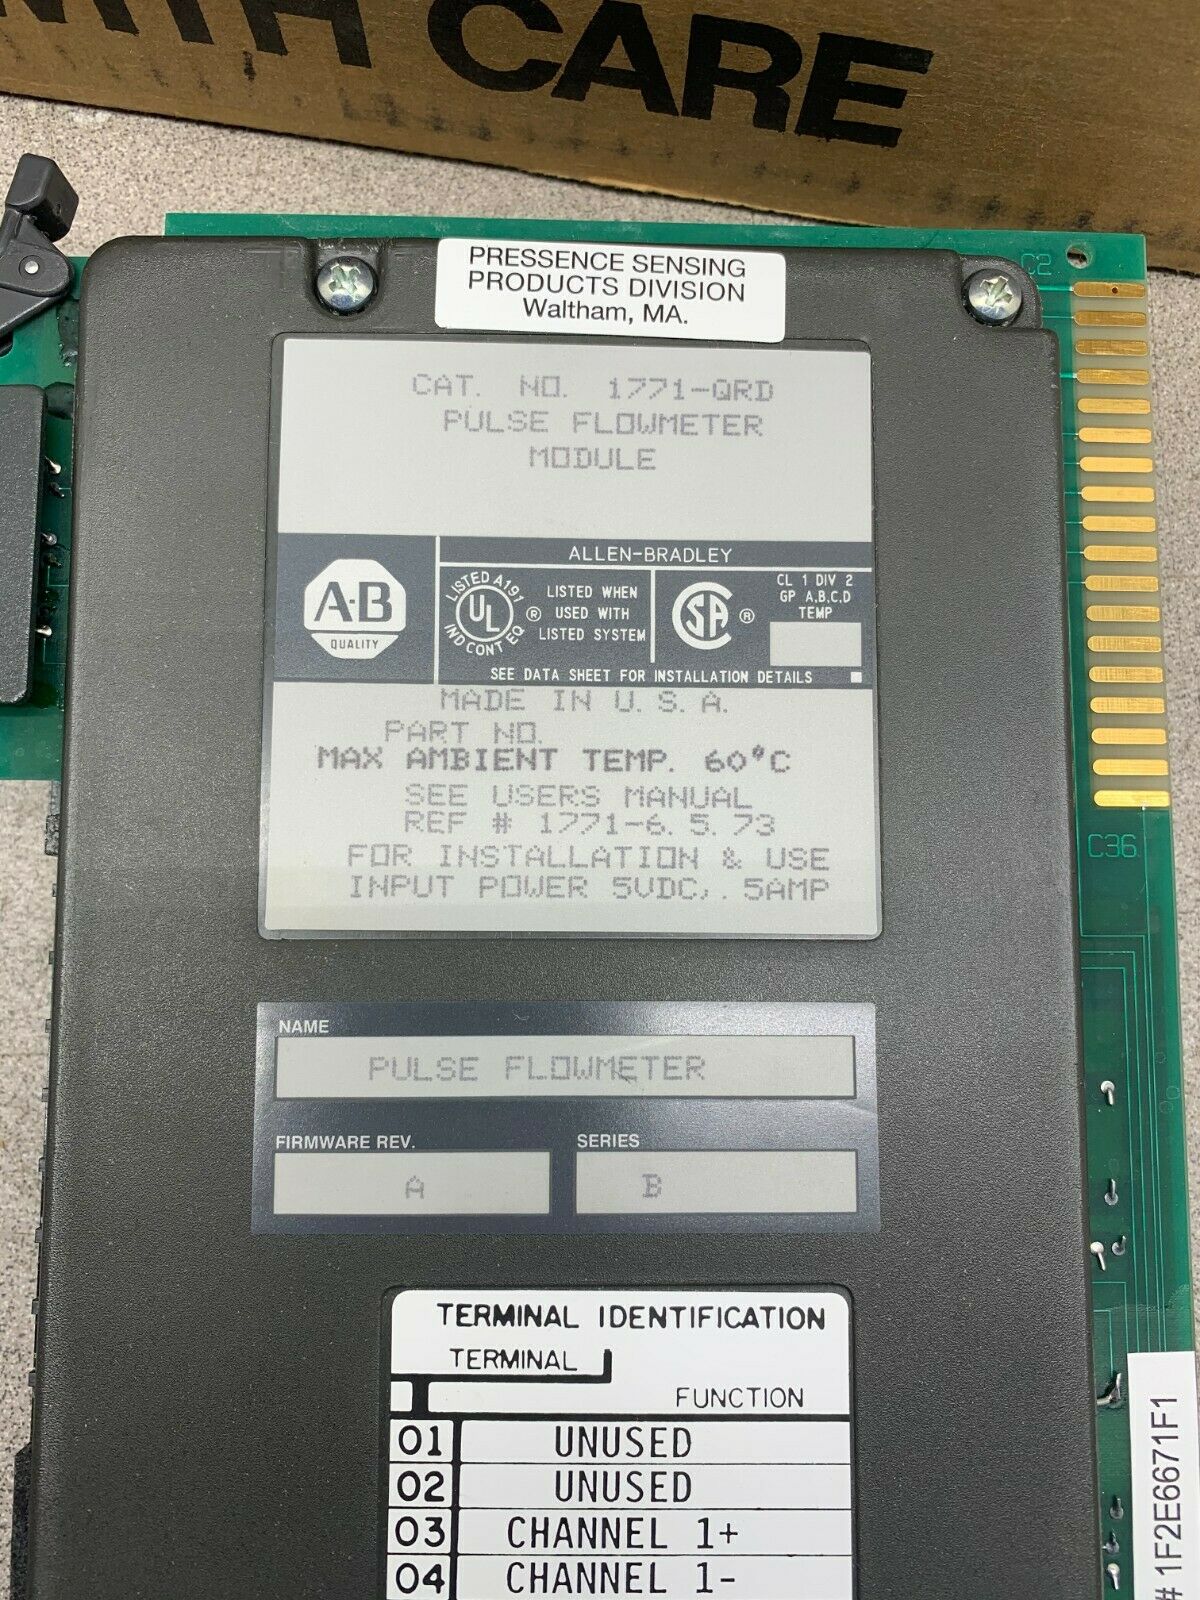 WITH CARE
PRESSENCE SENSING
PRODUCTS DIVISION
Waltham, MA.
C2
CAT. NO. 1771-QRD
PULSE FLOWMETER
MODULE
ALLEN-BRADLEY
A-B
QUALITY
LISTED A191
UL
IND CONT EQ
®
LISTED WHEN
USED WITH
LISTED SYSTEM
SA
®
CL 1 DIV 2
GP A,B,C,D
TEMP
SEE DATA SHEET FOR INSTALLATION DETAILS
MADE IN U.S.A.
PART NO.
MAX AMBIENT TEMP. 60°C
SEE USERS MANUAL
REF # 1771-6.5.73
FOR INSTALLATION & USE
INPUT POWER 5VDC, .5AMP
C36
NAME
PULSE FLOWMETER
FIRMWARE REV.
SERIES
A
B
TERMINAL IDENTIFICATION
TERMINAL
FUNCTION
01 UNUSED
02 UNUSED
03 CHANNEL 1+
04 CHANNEL 1-
# 1F2E6671F1